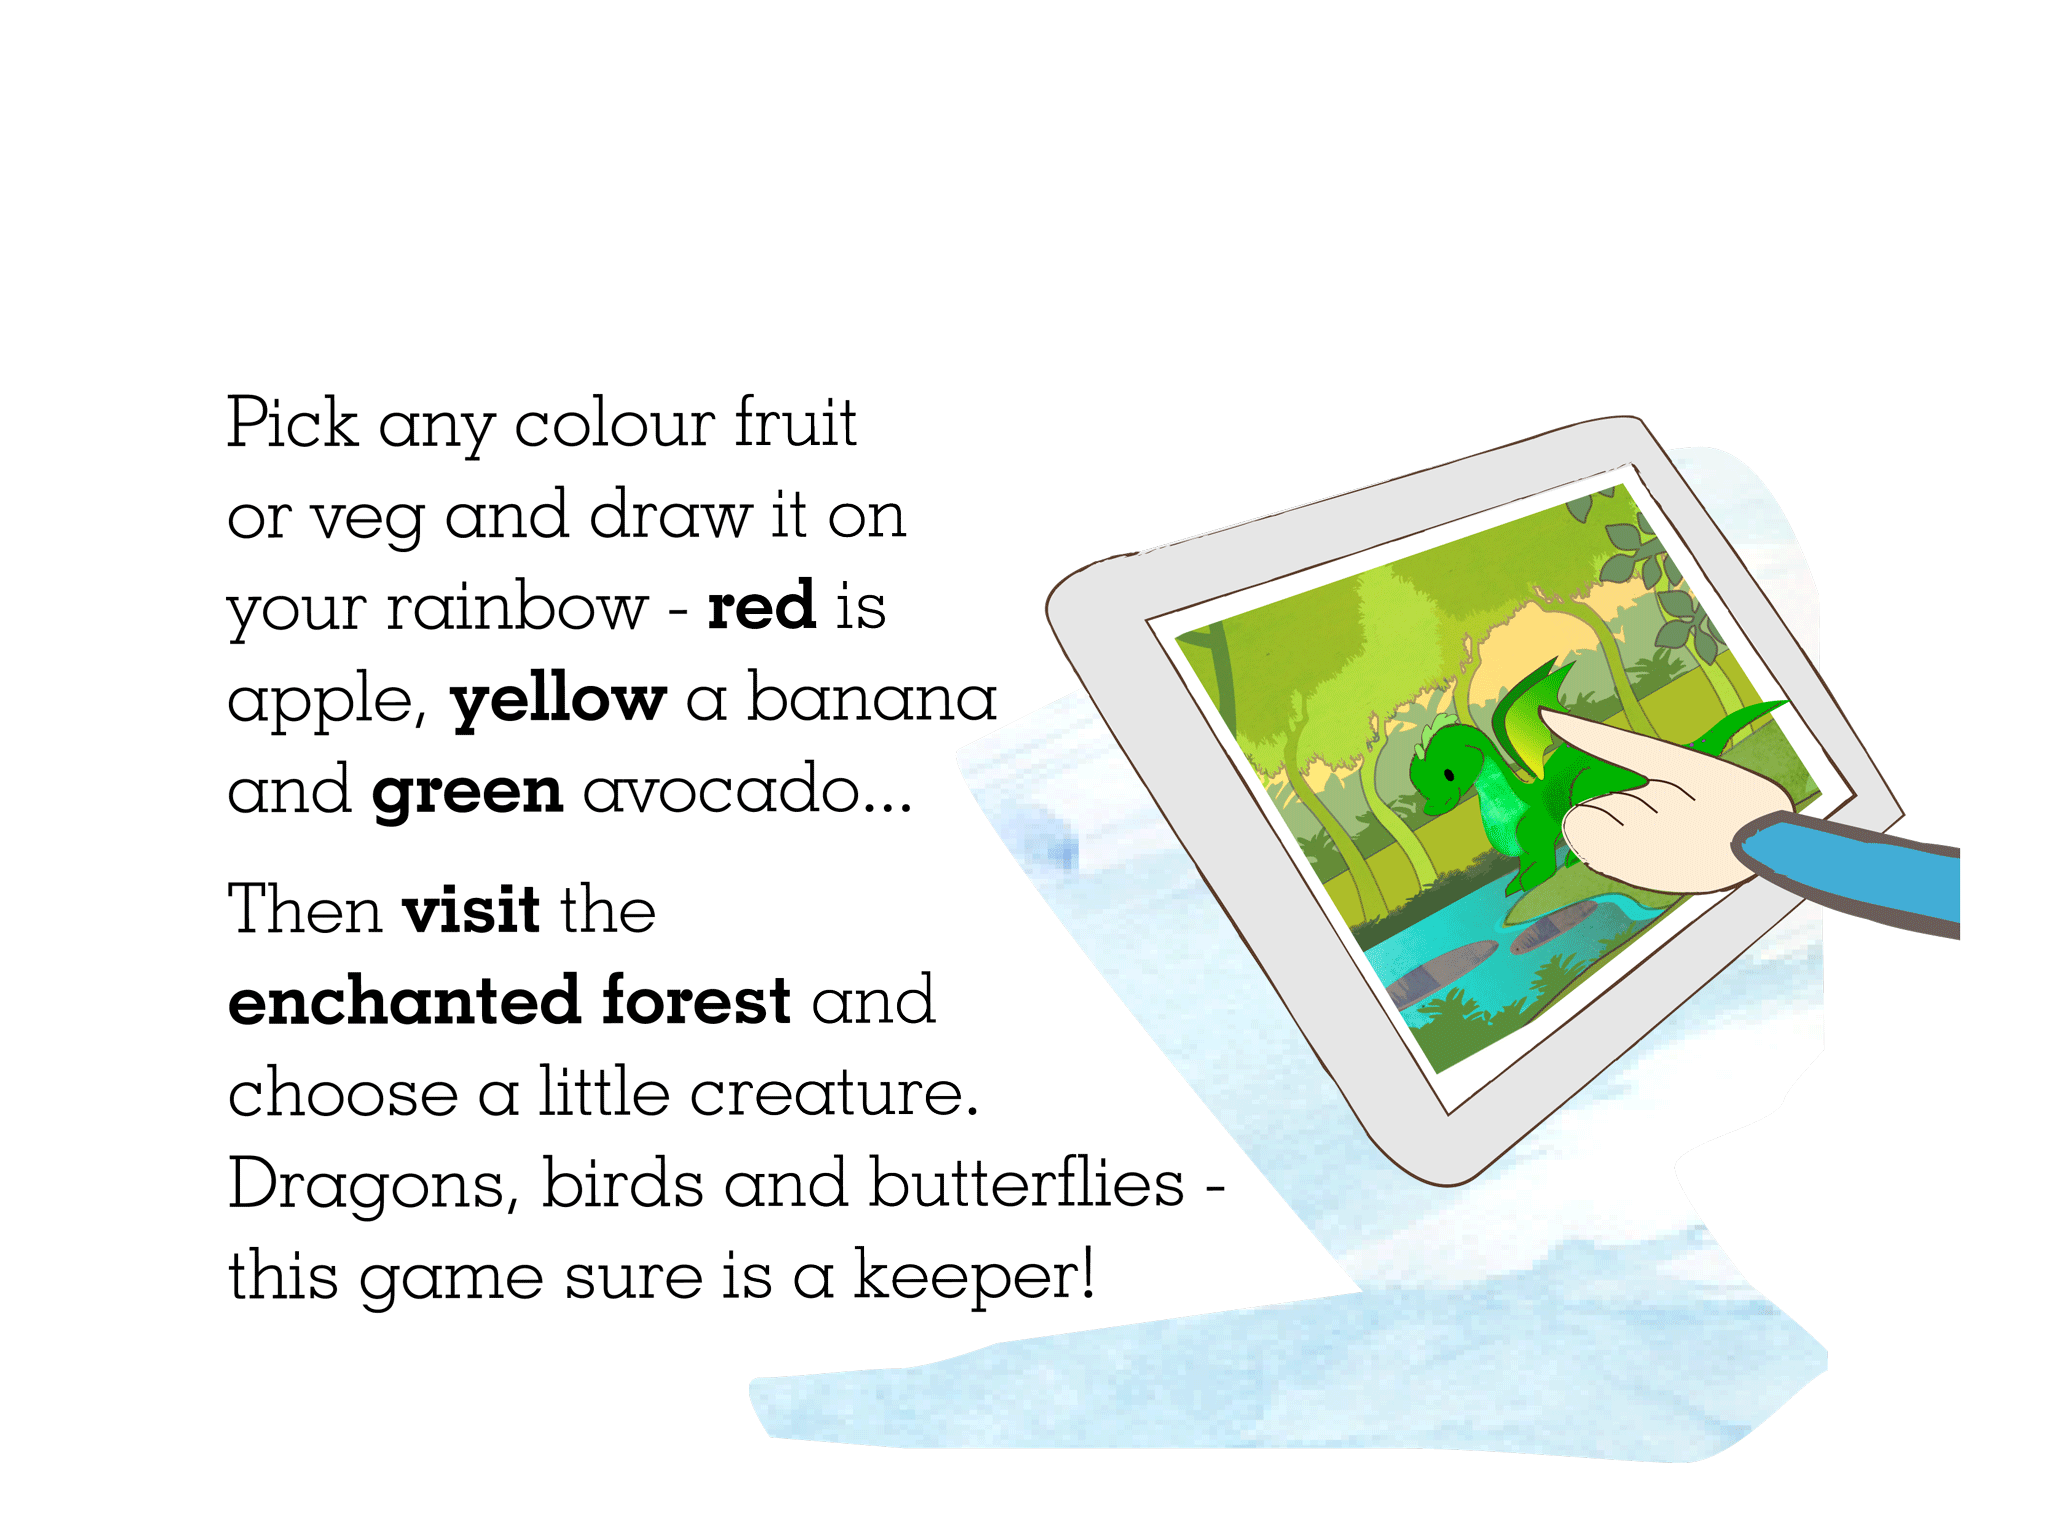 Pick any colour fruit
or veg and draw it on
your rainbow - red is
apple, yellow a banana
and green avocado...
Then visit the
enchanted forest and
choose a little creature.
Dragons, birds and butterflies -
this game sure is a keeper!